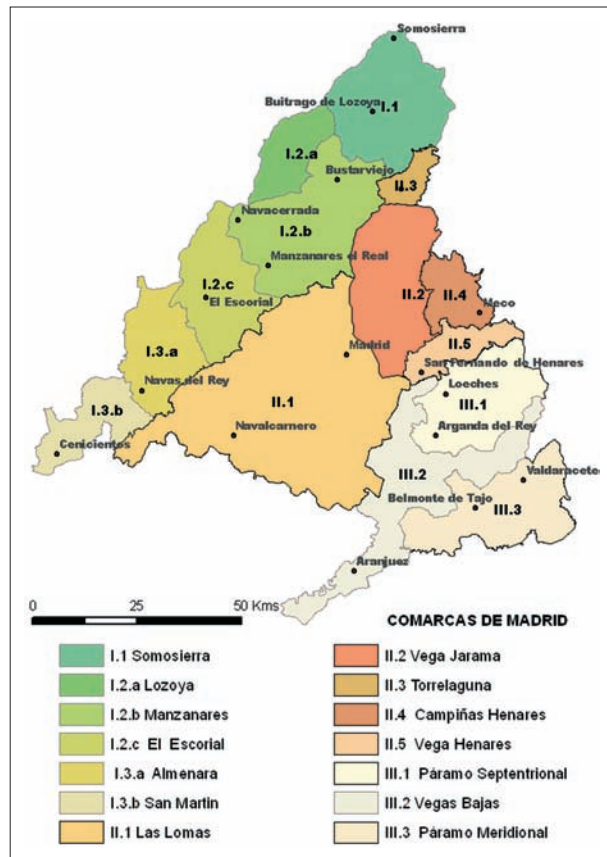 Somosierra
Buitrago de Lozoya
I.1
I.2.a
Bustarviejo
II.3
Navacerrada
I.2.b
Manzanares el Real
I.2.c
El Escorial
II.2
II.4
Meco
II.5
I.3.a
Madrid
San Fernando de Henares
Navas del Rey
Loeches
I.3.b
II.1
III.1
Cenicientos
Navalcarnero
Arganda del Rey
III.2
Valdaracete
Belmonte de Tajo
III.3
Aranjuez
0 25 50 Kms
COMARCAS DE MADRID
I.1 Somosierra
I.2.a Lozoya
I.2.b Manzanares
I.2.c El Escorial
I.3.a Almenara
I.3.b San Martin
II.1 Las Lomas
II.2 Vega Jarama
II.3 Torrelaguna
II.4 Campiñas Henares
II.5 Vega Henares
III.1 Páramo Septentrional
III.2 Vegas Bajas
III.3 Páramo Meridional